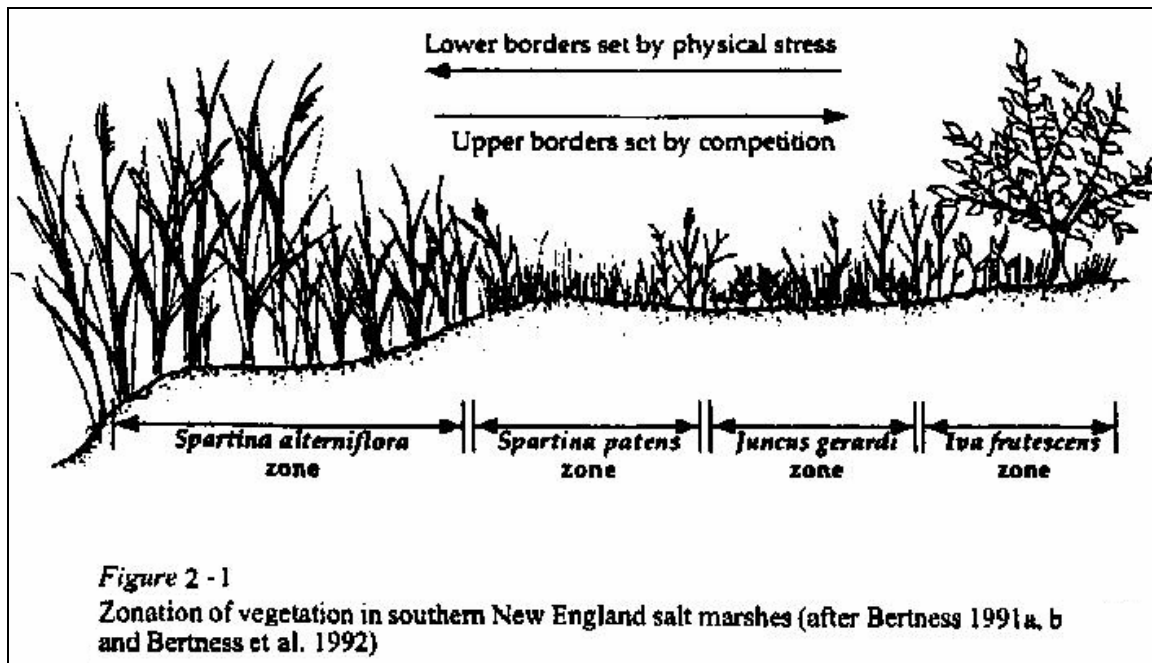 Lower borders set by physical stress
Upper borders set by competition
Spartina alterniflora
zone
Spartina patens
zone
Juncus gerardi
zone
Iva frutescens
zone
Figure 2 - 1
Zonation of vegetation in southern New England salt marshes (after Bertness 1991a, b
and Bertness et al. 1992)